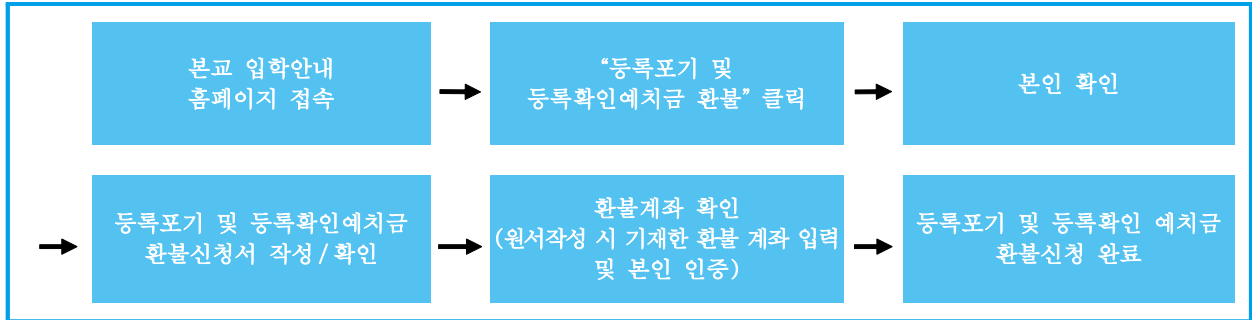 본교 입학안내
홈페이지 접속
“등록포기 및
등록확인예치금 환불” 클릭
본인 확인
등록포기 및 등록확인예치금
환불신청서 작성/확인
환불계좌 확인
(원서작성 시 기재한 환불 계좌 입력
및 본인 인증)
등록포기 및 등록확인 예치금
환불신청 완료